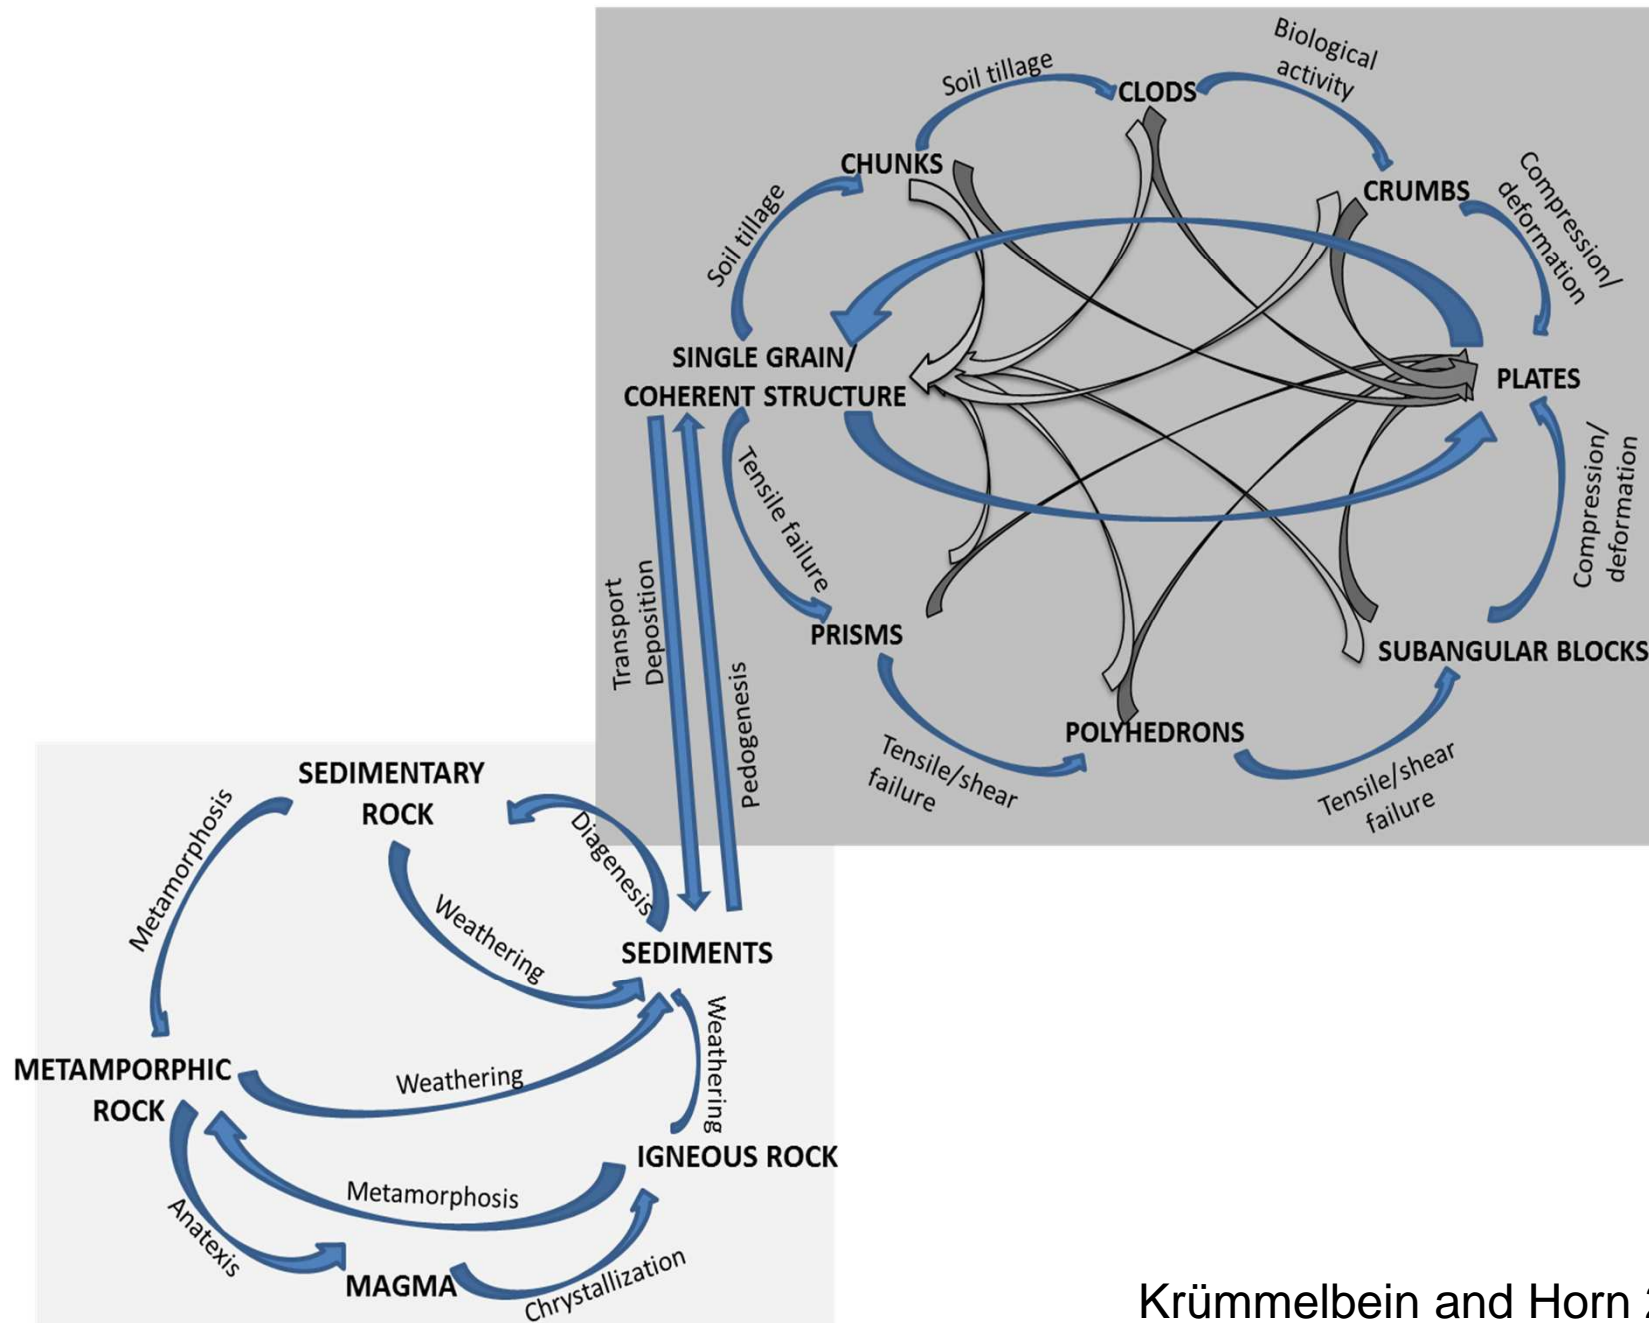 Biological
activity
Soil tillage
CLODS
CHUNKS
CRUMBS
Compression/
deformation
Soil tillage
SINGLE GRAIN/
COHERENT STRUCTURE
PLATES
Tensile failure
Compression/
deformation
Transport
Deposition
PRISMS
SUBANGULAR BLOCKS
Pedogenesis
POLYHEDRONS
Tensile/shear
failure
Tensile/shear
failure
SEDIMENTARY
ROCK
Metamorphosis
Diagenesis
Weathering
SEDIMENTS
Weathering
METAMPORPHIC
ROCK
Weathering
IGNEOUS ROCK
Metamorphosis
Anatexis
MAGMA
Chrystallization
Krümmelbein and Horn